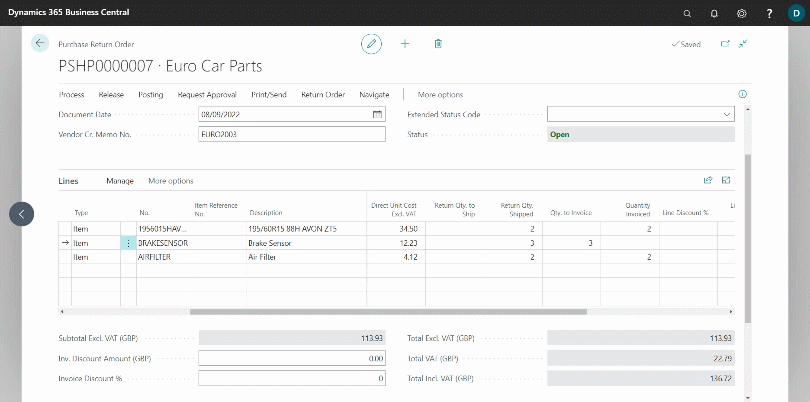 Dynamics 365 Business Central
D
Purchase Return Order
Saved
PSHP0000007 · Euro Car Parts
Process Release Posting Request Approval Print/Send Return Order Navigate More options
Document Date 08/09/2022 Extended Status Code
Vendor Cr. Memo No. EURO2003 Status Open
Lines Manage More options
Type No. Item Reference No. Description Direct Unit Cost Excl. VAT Return Qty. to Ship Return Qty. Shipped Qty. to Invoice Quantity Invoiced Line Discount % Li
Item 1956015HAV... 195/60R15 88H AVON ZT5 34.50 2 2
Item BRAKESENSOR Brake Sensor 12.23 3 3
Item AIRFILTER Air Filter 4.12 2 2
Subtotal Excl. VAT (GBP) 113.93 Total Excl. VAT (GBP) 113.93
Inv. Discount Amount (GBP) 0.00 Total VAT (GBP) 22.79
Invoice Discount % 0 Total Incl. VAT (GBP) 136.72